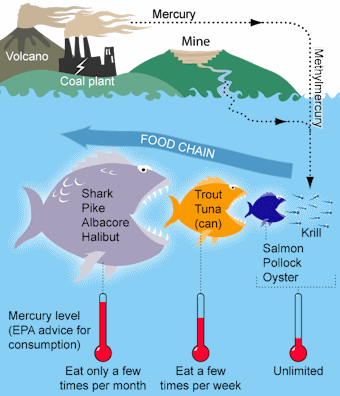 Mercury
Volcano
Coal plant
Mine
Methylmercury
FOOD CHAIN
Shark
Pike
Albacore
Halibut
Trout
Tuna
(can)
Krill
Salmon
Pollock
Oyster
Mercury level
(EPA advice for
consumption)
Eat only a few
times per month
Eat a few
times per week
Unlimited